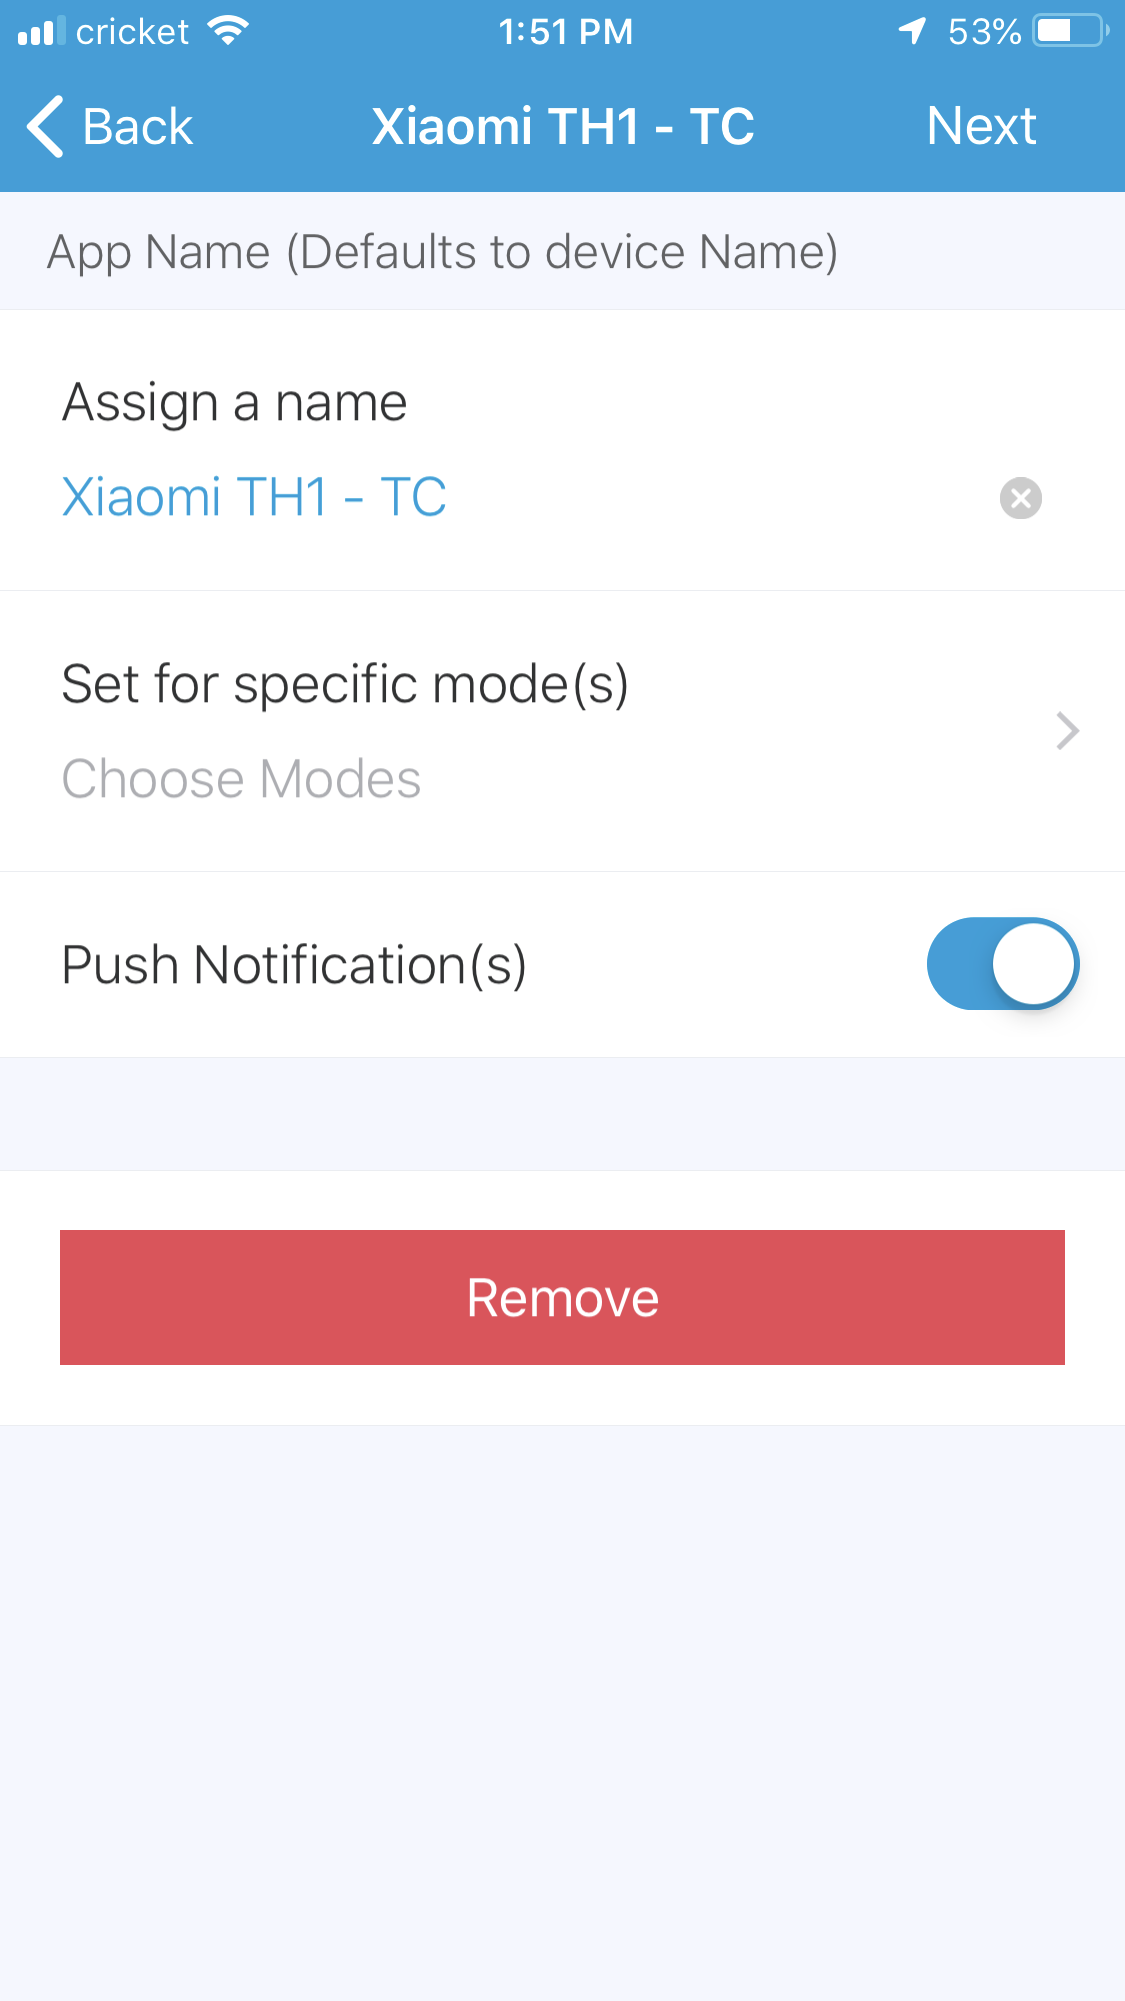 cricket 1:51 PM 53%
Back Xiaomi TH1 - TC Next
App Name (Defaults to device Name)
Assign a name
Xiaomi TH1 - TC
Set for specific mode(s)
Choose Modes
Push Notification(s)
Remove